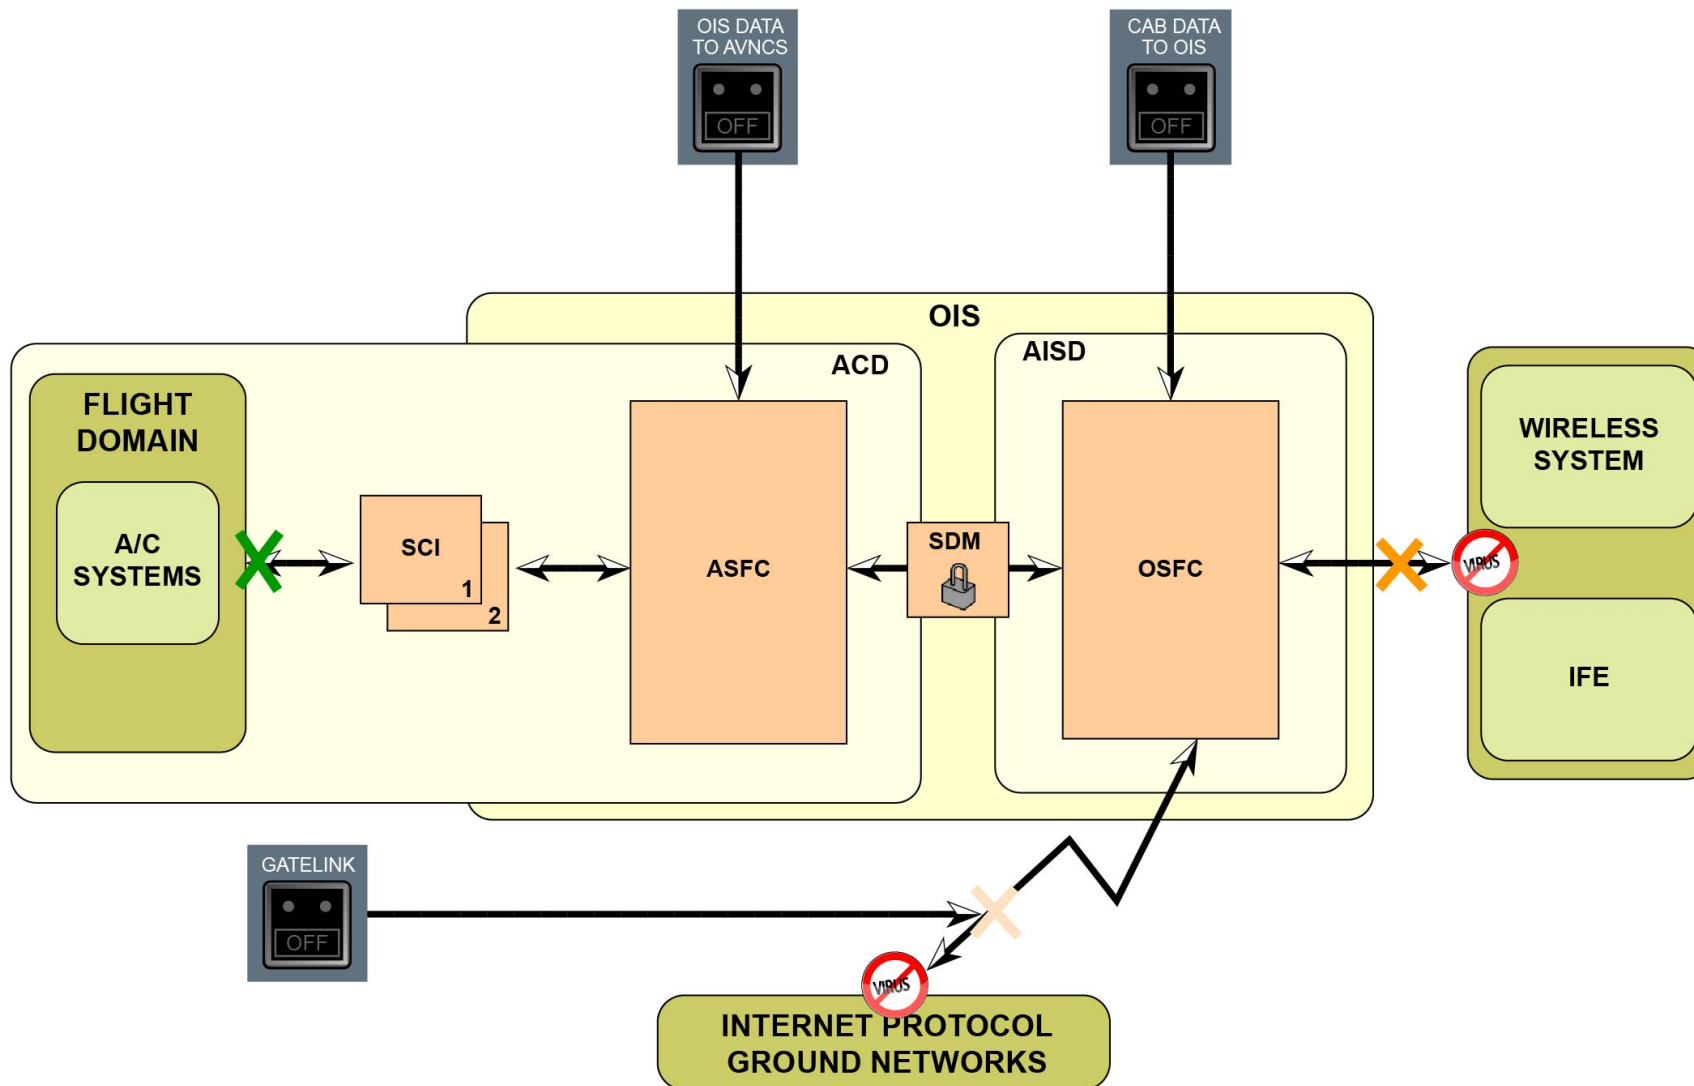 OIS DATA
TO AVNCS
OFF
CAB DATA
TO OIS
OFF
OIS
ACD
AISD
FLIGHT
DOMAIN
A/C
SYSTEMS
SCI
1
2
ASFC
SDM
OSFC
WIRELESS
SYSTEM
VIRUS
IFE
GATELINK
OFF
VIRUS
INTERNET PROTOCOL
GROUND NETWORKS